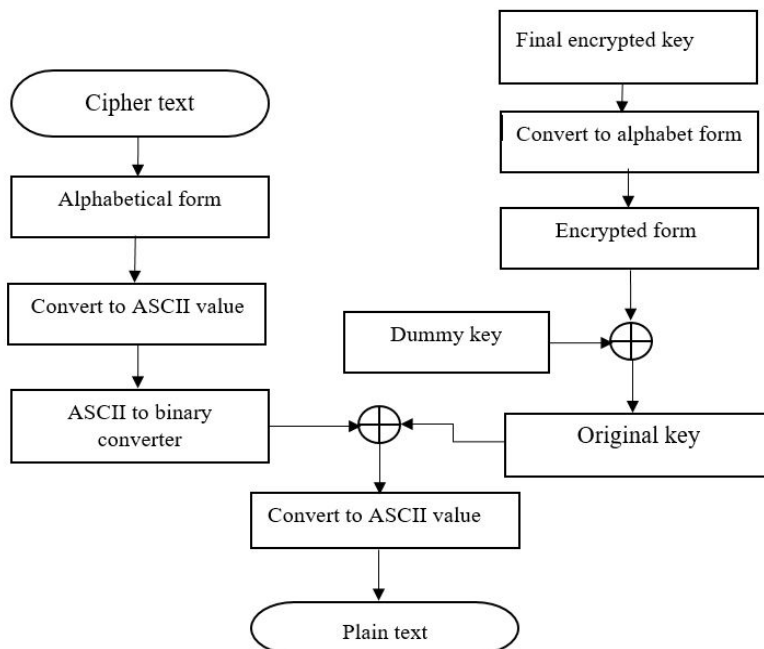 Final encrypted key
Cipher text
Convert to alphabet form
Alphabetical form
Encrypted form
Convert to ASCII value
Dummy key
ASCII to binary
converter
Original key
Convert to ASCII value
Plain text